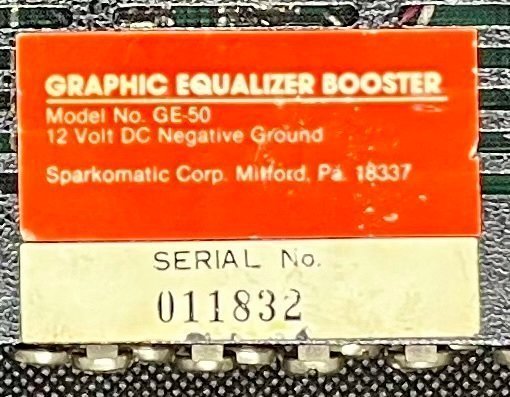 GRAPHIC EQUALIZER BOOSTER
Model No. GE-50
12 Volt DC Negative Ground
Sparkomatic Corp. Milford, Pa. 18337
SERIAL No.
011832